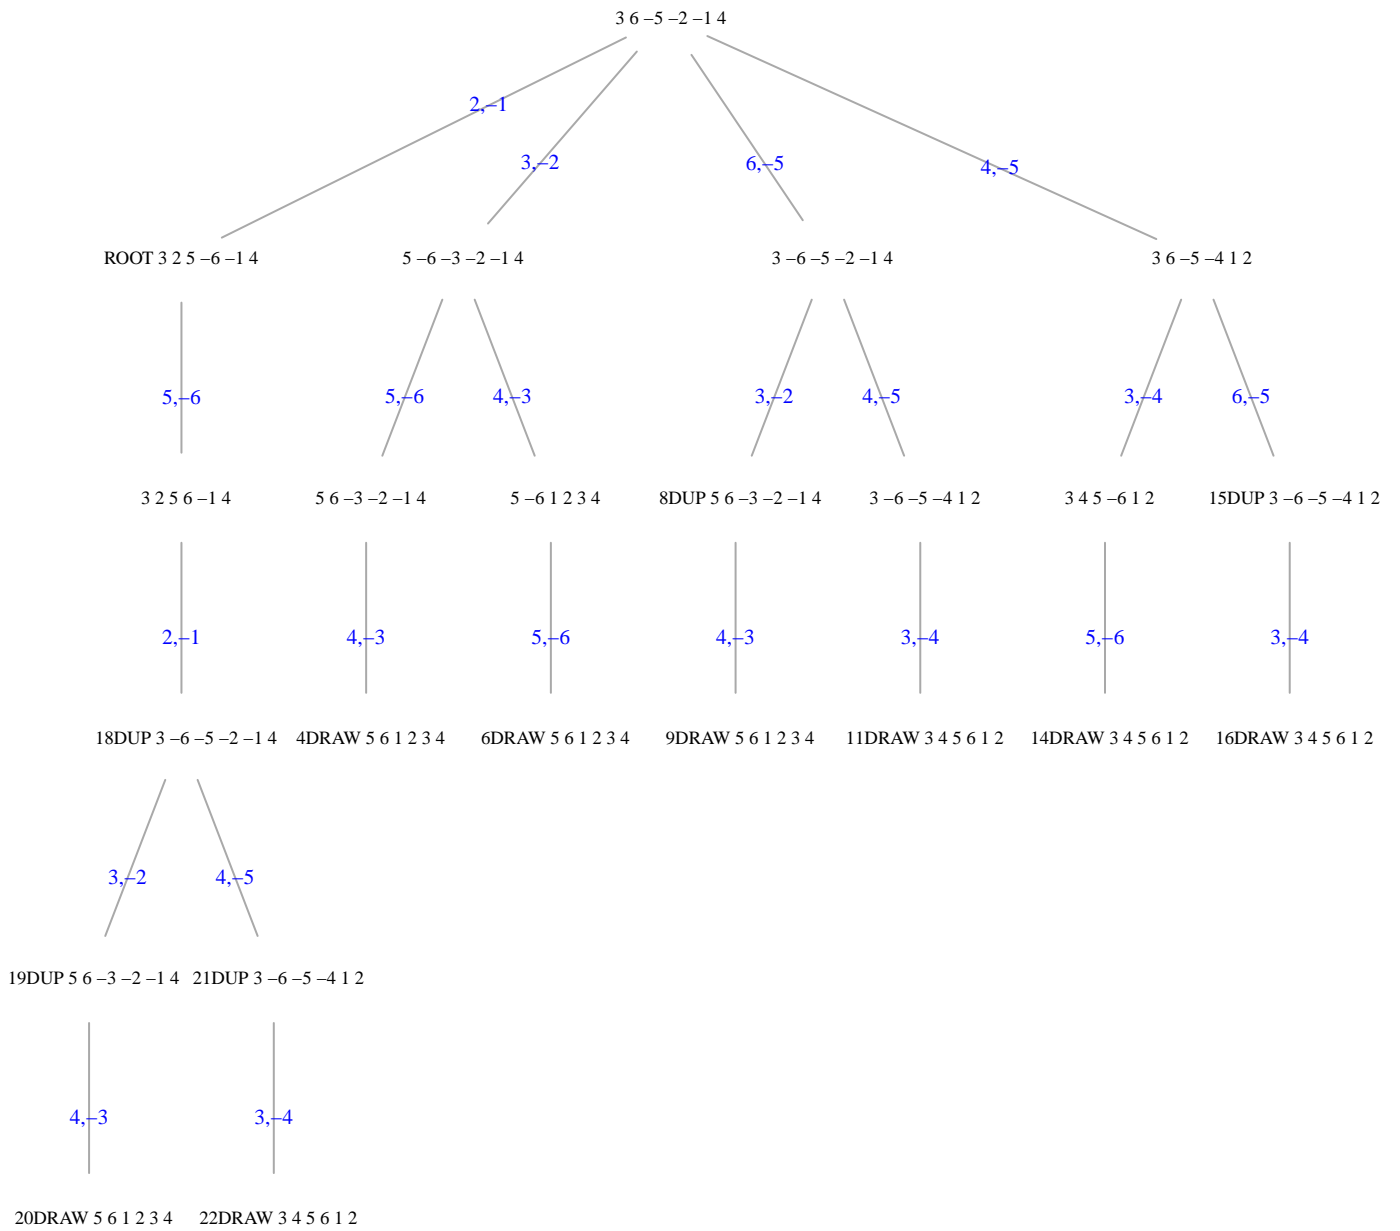 3 6 –5 –2 –1 4
2,–1
3,–2
6,–5
4,–5
ROOT 3 2 5 –6 –1 4
5 –6 –3 –2 –1 4
3 –6 –5 –2 –1 4
3 6 –5 –4 1 2
5,–6
5,–6
4,–3
3,–2
4,–5
3,–4
6,–5
3 2 5 6 –1 4
5 6 –3 –2 –1 4
5 –6 1 2 3 4
8DUP 5 6 –3 –2 –1 4
3 –6 –5 –4 1 2
3 4 5 –6 1 2
15DUP 3 –6 –5 –4 1 2
2,–1
4,–3
5,–6
4,–3
3,–4
5,–6
3,–4
18DUP 3 –6 –5 –2 –1 4
4DRAW 5 6 1 2 3 4
6DRAW 5 6 1 2 3 4
9DRAW 5 6 1 2 3 4
11DRAW 3 4 5 6 1 2
14DRAW 3 4 5 6 1 2
16DRAW 3 4 5 6 1 2
3,–2
4,–5
19DUP 5 6 –3 –2 –1 4
21DUP 3 –6 –5 –4 1 2
4,–3
3,–4
20DRAW 5 6 1 2 3 4
22DRAW 3 4 5 6 1 2